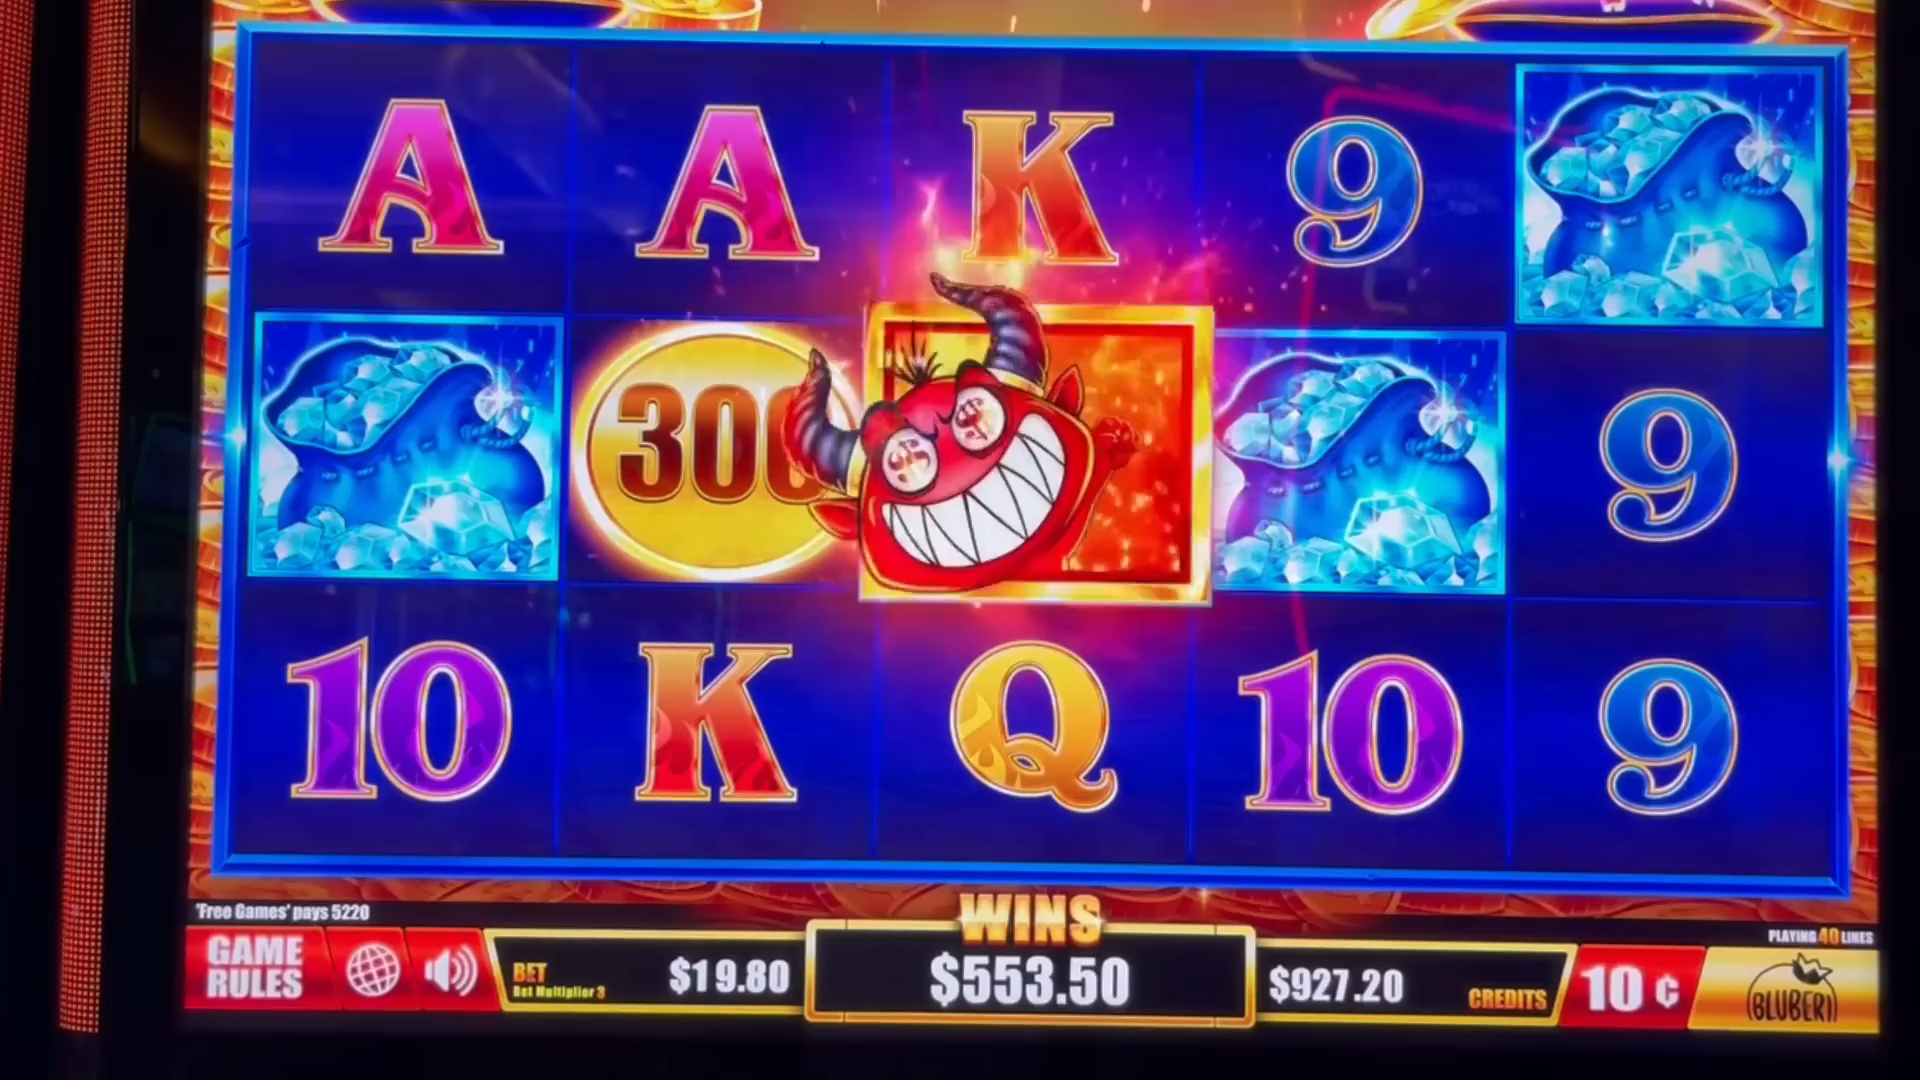 A A K 9
300
9
10 K Q 10 9
'Free Games' pays 5220
WINS
PLAYING 40 LINES
GAME
RULES
BET
Bet Multiplier 3
$19.80
$553.50
$927.20
CREDITS
10 ¢
BLUBERI